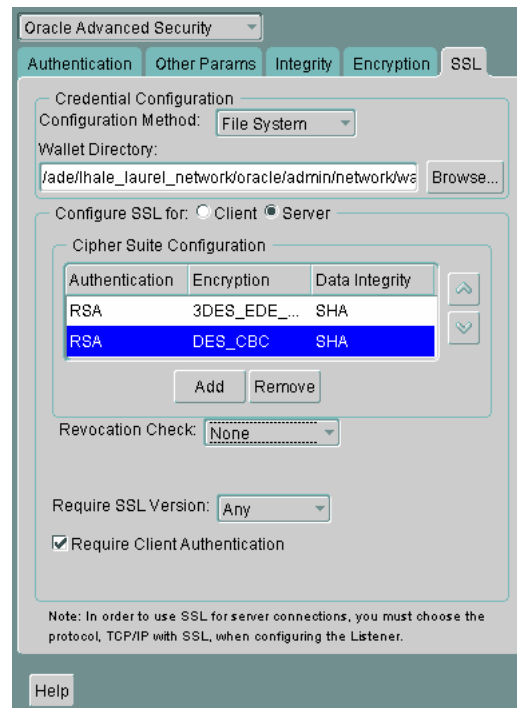 Oracle Advanced Security
Authentication Other Params Integrity Encryption SSL
Credential Configuration
Configuration Method: File System
Wallet Directory:
/ade/lhale_laurel_network/oracle/admin/network/wa Browse...
Configure SSL for: Client Server
Cipher Suite Configuration
Authentication Encryption Data Integrity
RSA 3DES_EDE_... SHA
RSA DES_CBC SHA
Add Remove
Revocation Check: None
Require SSL Version: Any
Require Client Authentication
Note: In order to use SSL for server connections, you must choose the
protocol, TCP/IP with SSL, when configuring the Listener.
Help